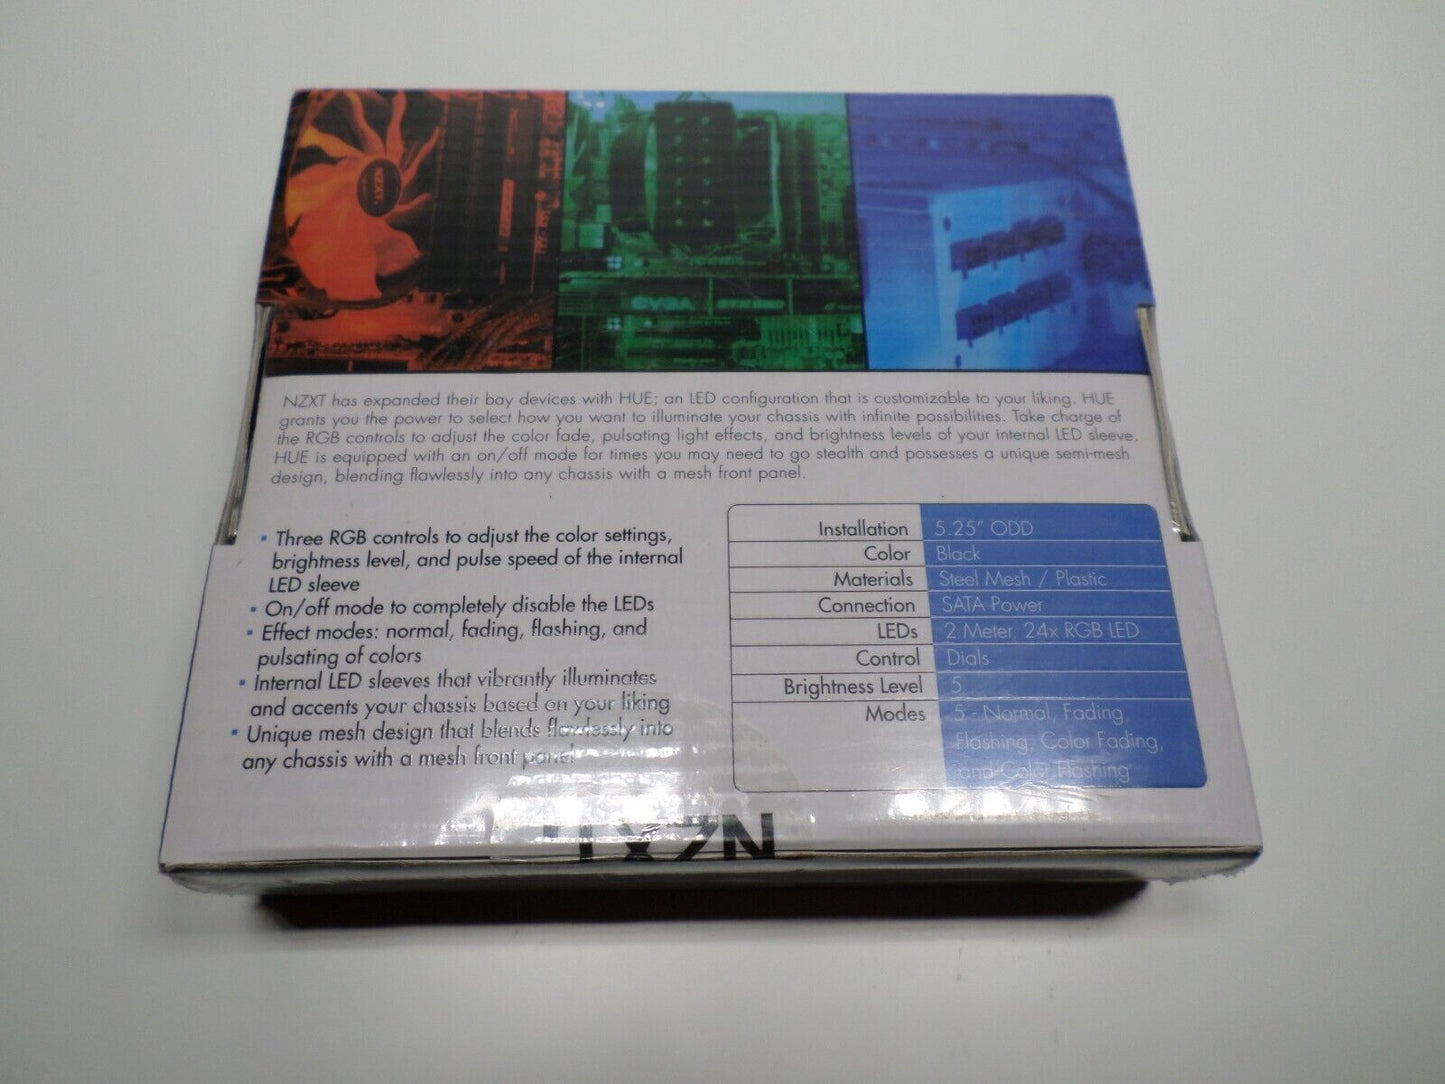 NZXT
EVGA
NZXT has expanded their bay devices with HUE; an LED configuration that is customizable to your liking. HUE
grants you the power to select how you want to illuminate your chassis with infinite possibilities. Take charge of
the RGB controls to adjust the color fade, pulsating light effects, and brightness levels of your internal LED sleeve.
HUE is equipped with an on/off mode for times you may need to go stealth and possesses a unique semi-mesh
design, blending flawlessly into any chassis with a mesh front panel.
▪ Three RGB controls to adjust the color settings,
brightness level, and pulse speed of the internal
LED sleeve
▪ On/off mode to completely disable the LEDs
▪ Effect modes: normal, fading, flashing, and
pulsating of colors
▪ Internal LED sleeves that vibrantly illuminates
and accents your chassis based on your liking
▪ Unique mesh design that blends flawlessly into
any chassis with a mesh front panel
Installation 5.25" ODD
Color Black
Materials Steel Mesh / Plastic
Connection SATA Power
LEDs 2 Meter, 24x RGB LED
Control Dials
Brightness Level 5
Modes 5 - Normal, Fading,
Flashing, Color Fading,
and Color Flashing
NZXT